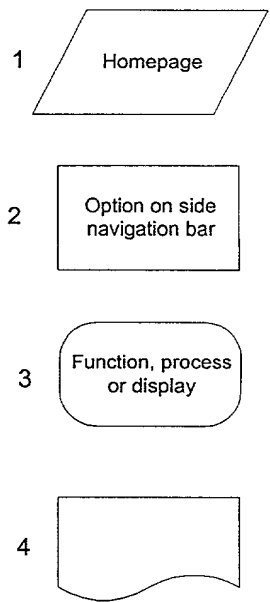 1
Homepage
2
Option on side
navigation bar
3
Function, process
or display
4